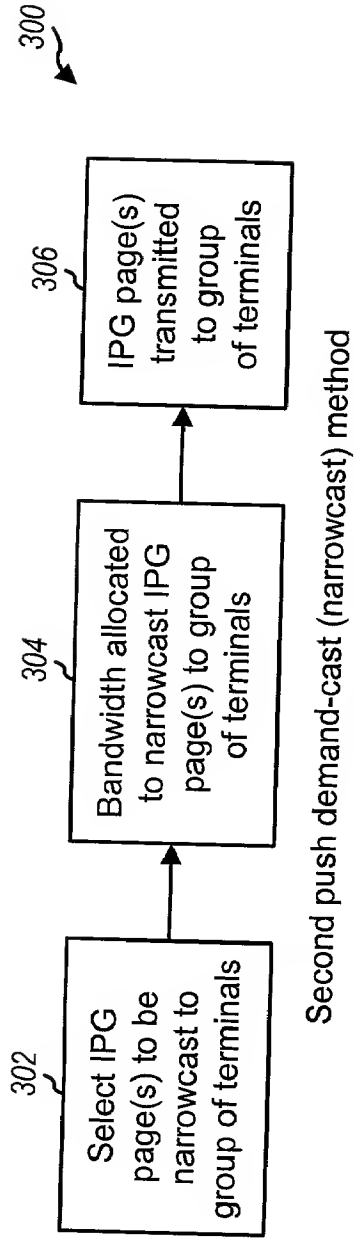 300
302
Select IPG
page(s) to be
narrowcast to
group of terminals
304
Bandwidth allocated
to narrowcast IPG
page(s) to group
of terminals
306
IPG page(s)
transmitted
to group
of terminals
Second push demand-cast (narrowcast) method